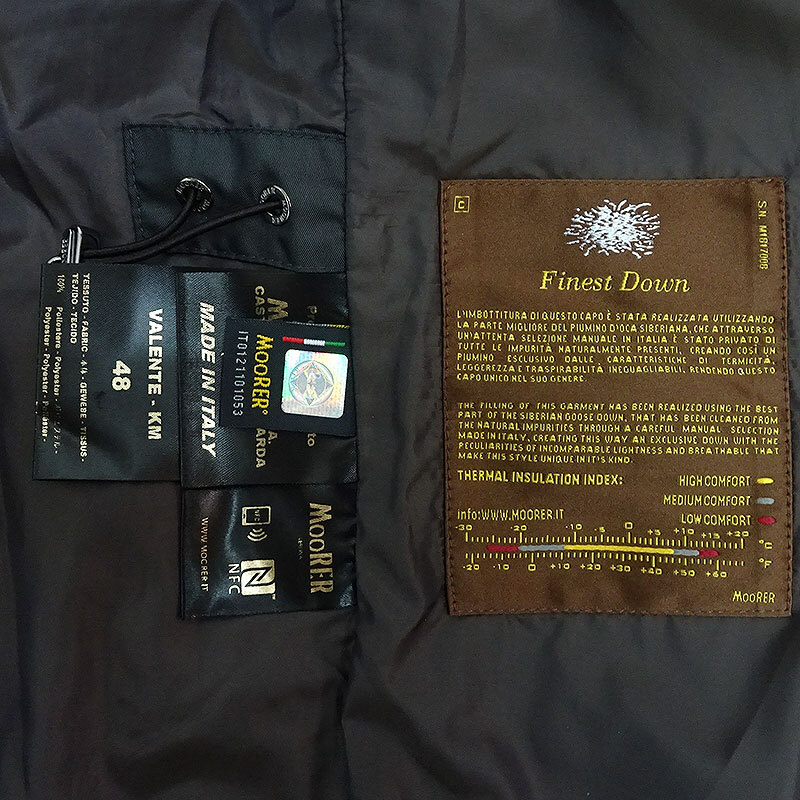 MOORER
MOORER
TESSUTO - FABRIC - 生地 - GEWEBE - TISSUS -
TEJIDO - TECIDO
100% Poliestere - Polyester -
Polyester - Polyester -
VALENTE - KM
48
MADE IN ITALY
MOORER®
IT0121101053
MOORER
NFC
WWW.MOORER.IT
C
S.N. M1817008
Finest Down
L'IMBOTTITURA DI QUESTO CAPO È STATA REALIZZATA UTILIZZANDO
LA PARTE MIGLIORE DEL PIUMINO D'OCA SIBERIANA, CHE ATTRAVERSO
UN'ATTENTA SELEZIONE MANUALE IN ITALIA È STATO PRIVATO DI
TUTTE LE IMPURITÀ NATURALMENTE PRESENTI, CREANDO COSÌ UN
PIUMINO ESCLUSIVO DALLE CARATTERISTICHE DI TERMICITÀ,
LEGGEREZZA E TRASPIRABILITÀ INEGUAGLIABILI, RENDENDO QUESTO
CAPO UNICO NEL SUO GENERE.
THE FILLING OF THIS GARMENT HAS BEEN REALIZED USING THE BEST
PART OF THE SIBERIAN GOOSE DOWN, THAT HAS BEEN CLEANED FROM
THE NATURAL IMPURITIES THROUGH A CAREFUL MANUAL SELECTION
MADE IN ITALY, CREATING THIS WAY AN EXCLUSIVE DOWN WITH THE
PECULIARITIES OF INCOMPARABLE LIGHTNESS AND BREATHABLE THAT
MAKE THIS STYLE UNIQUE IN IT'S KIND.
THERMAL INSULATION INDEX: HIGH COMFORT
MEDIUM COMFORT
info:WWW.MOORER.IT LOW COMFORT
-30 -20 -10 -5 0 +5 +10 +15 +20 °C
-20 -10 0 +10 +20 +30 +40 +50 +60 °F
MOORER